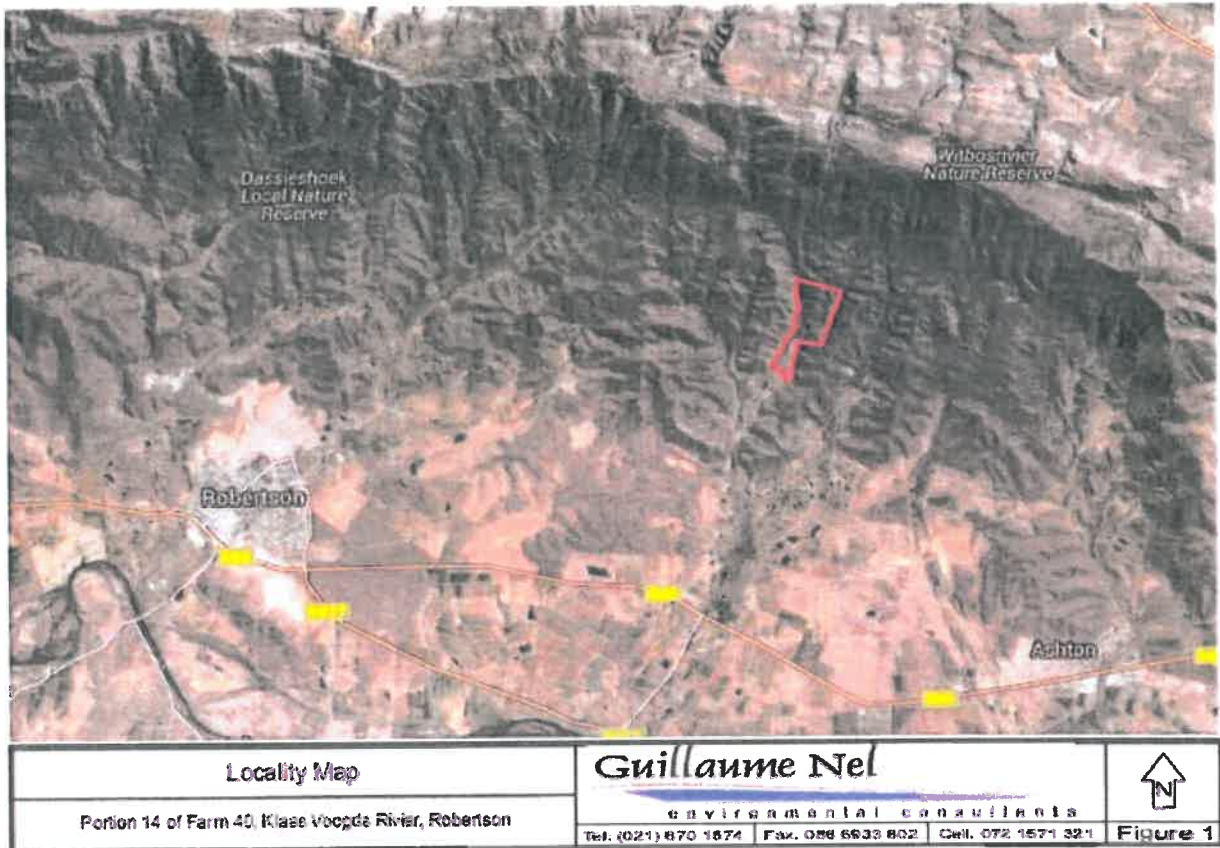 Dassieshoek
Local Nature
Reserve
Witbosrivier
Nature Reserve
Robertson
Ashton
Locality Map
Portion 14 of Farm 40, Klaas Voogds Rivier, Robertson
Guillaume Nel
environmental consultants
Tel. (021) 870 1874 Fax. 086 6933 802 Cell. 072 1571 321
N
Figure 1